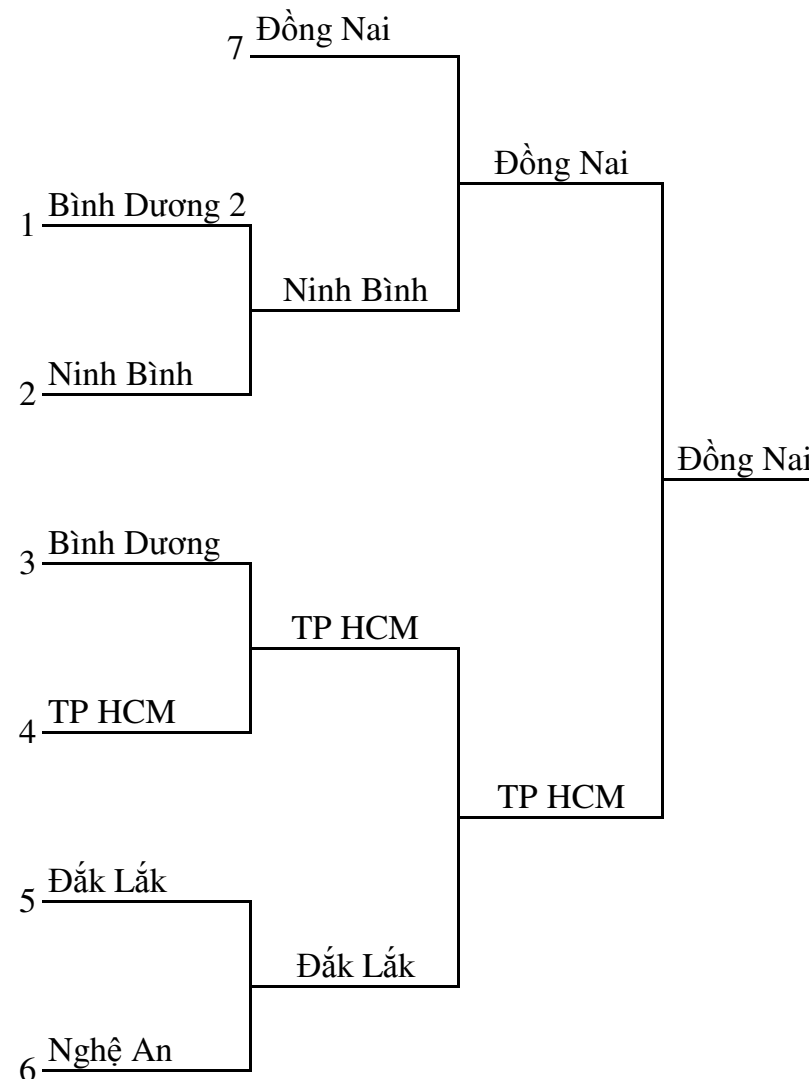 7 Đồng Nai
Đồng Nai
1 Bình Dương 2
Ninh Bình
2 Ninh Bình
Đồng Nai
3 Bình Dương
TP HCM
4 TP HCM
TP HCM
5 Đắk Lắk
Đắk Lắk
6 Nghệ An